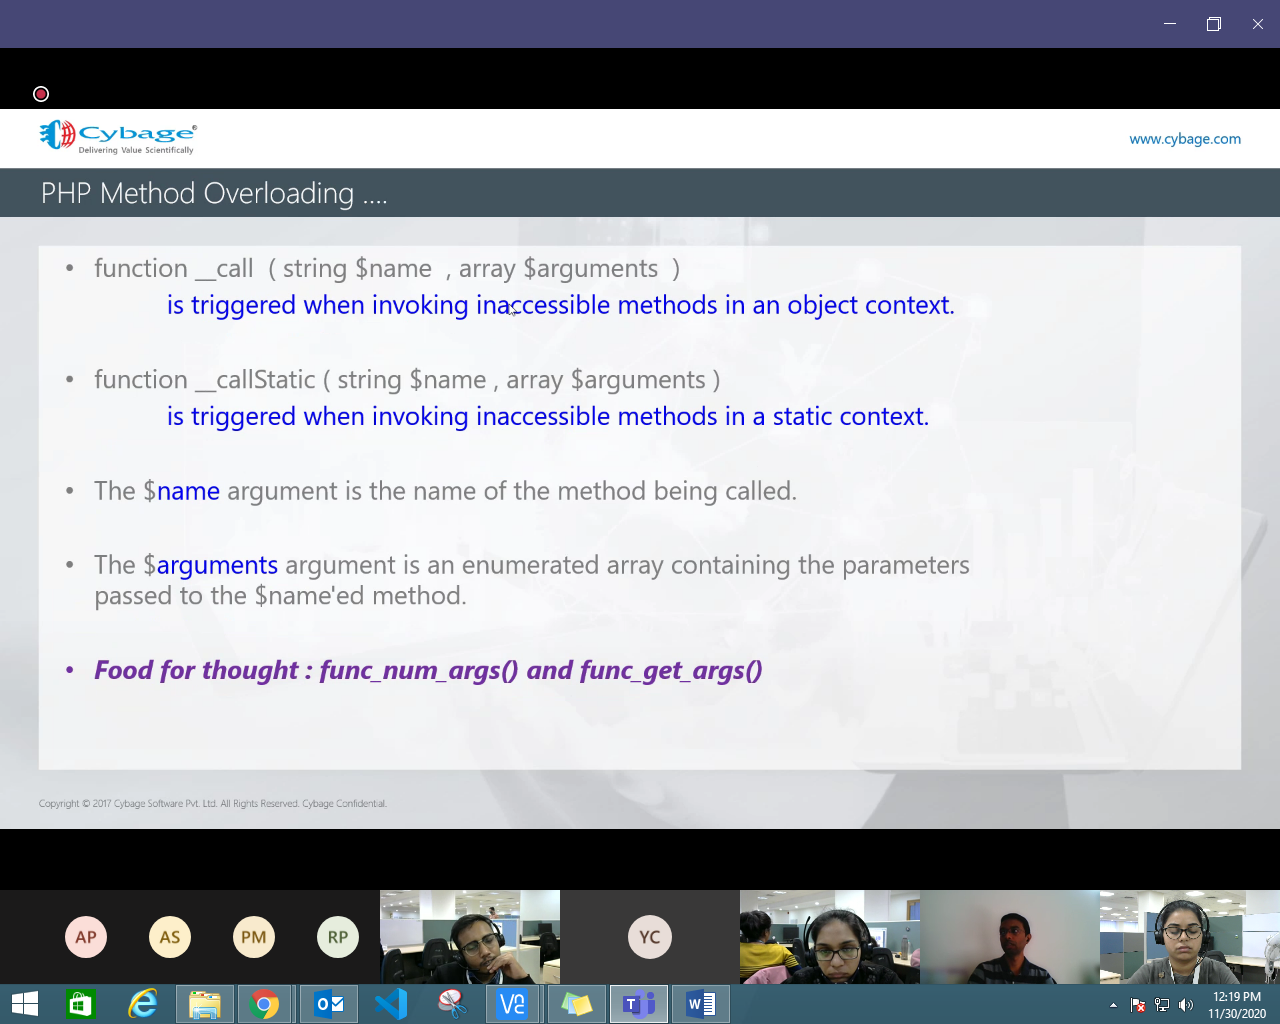 Cybage®
Delivering Value Scientifically
www.cybage.com
PHP Method Overloading ....
• function __call ( string $name , array $arguments )
is triggered when invoking inaccessible methods in an object context.
• function __callStatic ( string $name , array $arguments )
is triggered when invoking inaccessible methods in a static context.
• The $name argument is the name of the method being called.
• The $arguments argument is an enumerated array containing the parameters
passed to the $name'ed method.
• Food for thought : func_num_args() and func_get_args()
Copyright © 2017 Cybage Software Pvt. Ltd. All Rights Reserved. Cybage Confidential.
AP
AS
PM
RP
YC
12:19 PM
11/30/2020